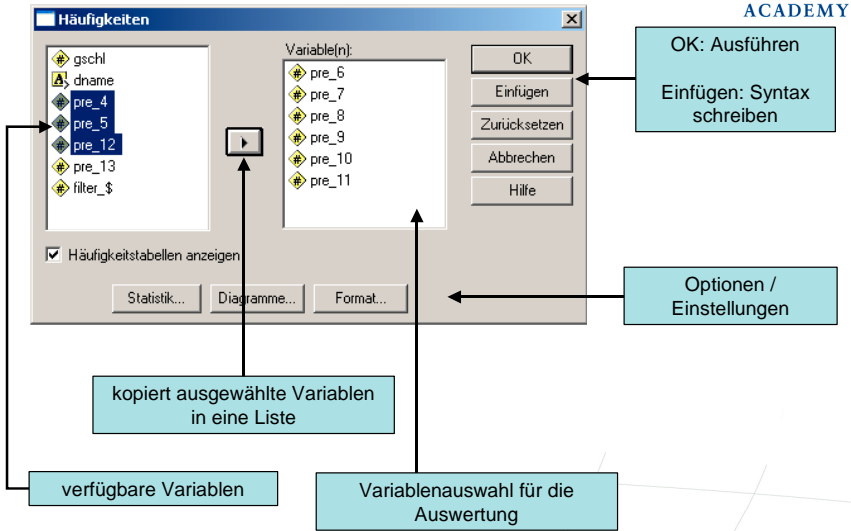 ACADEMY
Häufigkeiten
gschl
dname
pre_4
pre_5
pre_12
pre_13
filter_$
Variable(n):
pre_6
pre_7
pre_8
pre_9
pre_10
pre_11
OK
Einfügen
Zurücksetzen
Abbrechen
Hilfe
Häufigkeitstabellen anzeigen
Statistik...
Diagramme...
Format...
OK: Ausführen
Einfügen: Syntax
schreiben
Optionen /
Einstellungen
kopiert ausgewählte Variablen
in eine Liste
verfügbare Variablen
Variablenauswahl für die
Auswertung